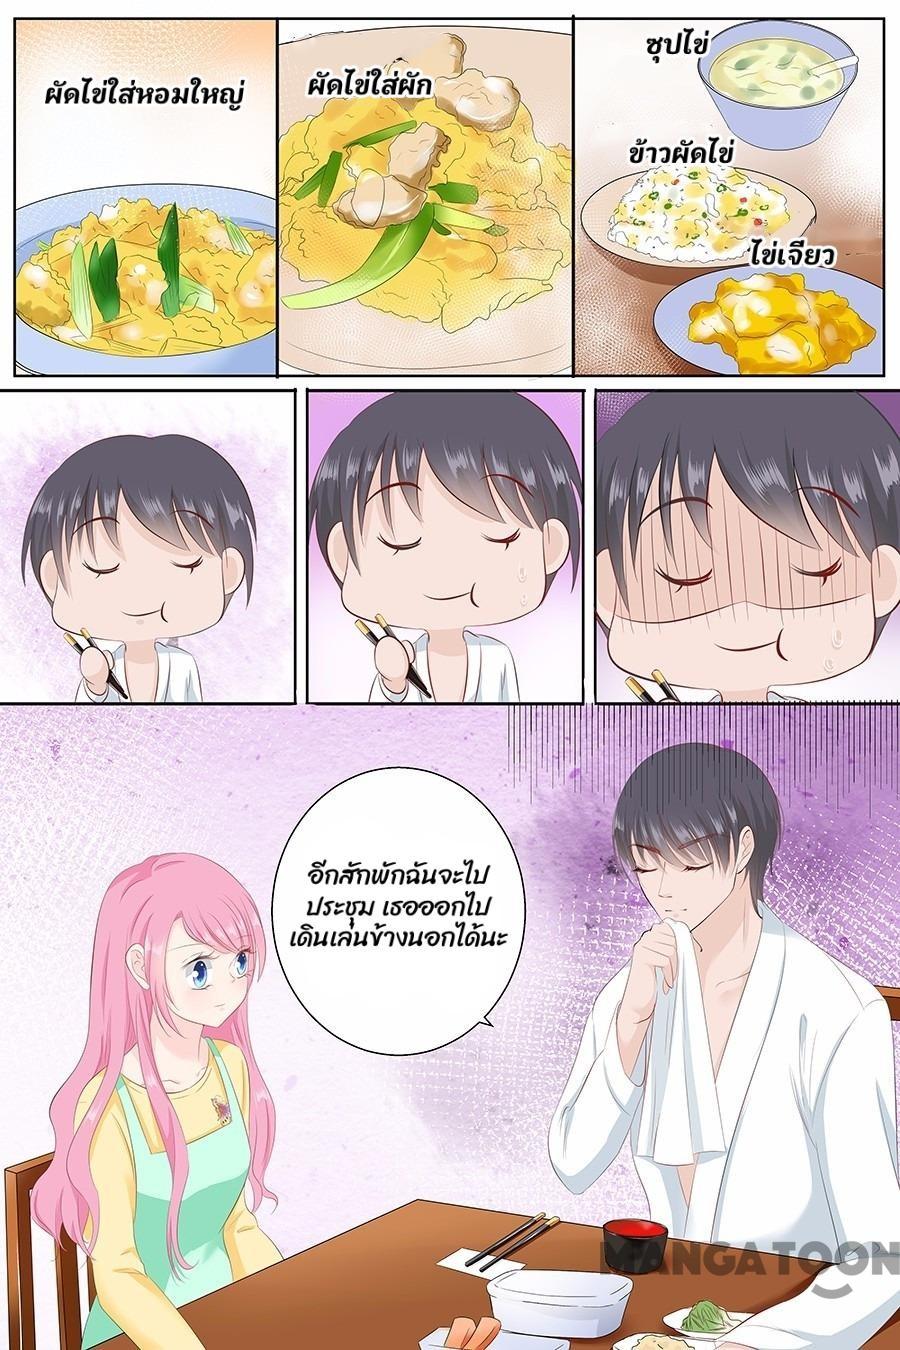 ผัดไข่ใส่หอมใหญ่
ผัดไข่ใส่ผัก
ซุปไข่
ข้าวผัดไข่
ไข่เจียว
อีกสักพักฉันจะไป
ประชุม เธอออกไป
เดินเล่นข้างนอกได้นะ
MANGATOON